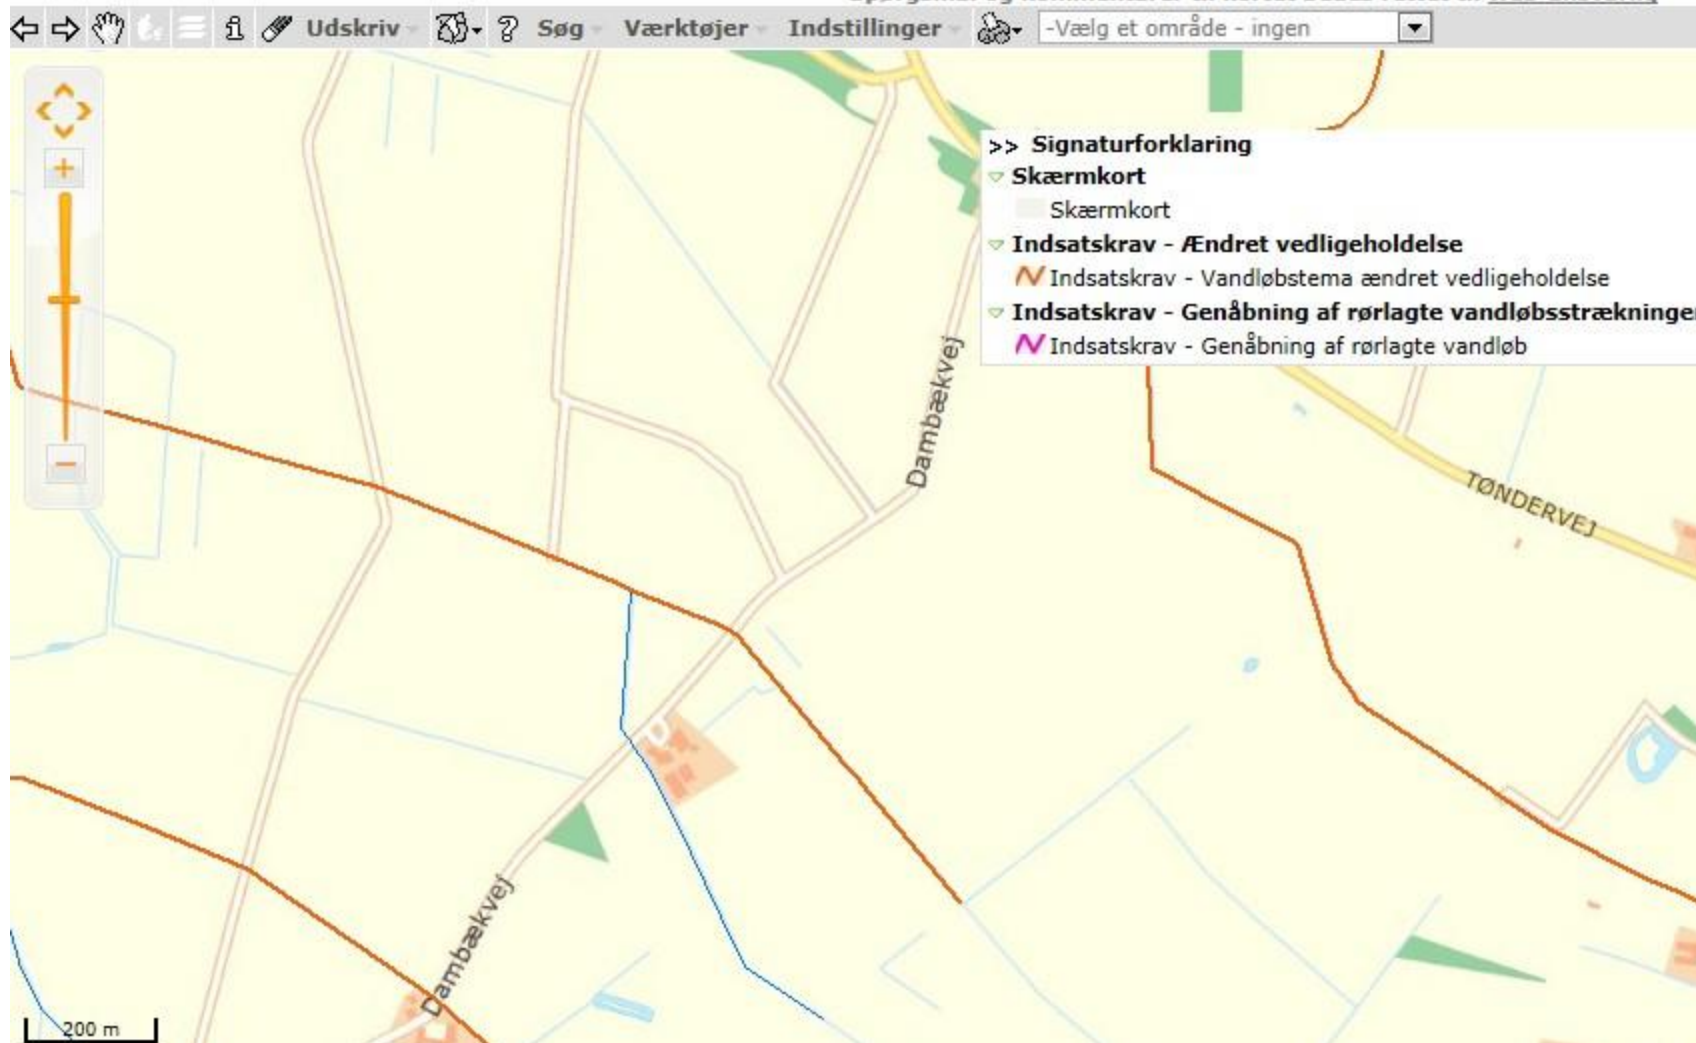 Udskriv
Søg
Værktøjer
Indstillinger
-Vælg et område - ingen
>> Signaturforklaring
Skærmkort
Skærmkort
Indsatskrav - Ændret vedligeholdelse
Indsatskrav - Vandløbstema ændret vedligeholdelse
Indsatskrav - Genåbning af rørlagte vandløbsstrækninger
Indsatskrav - Genåbning af rørlagte vandløb
Dambækvej
TØNDERVEJ
Dambækvej
200 m